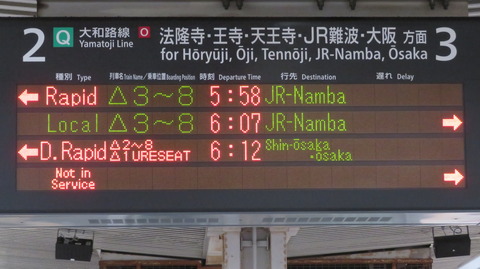 2 Q 大和路線 O 法隆寺・王寺・天王寺・JR難波・大阪 方面 3
Yamatoji Line for Hōryūji, Ōji, Tennōji, JR-Namba, Ōsaka
種別 Type 列車名/Train Name/乗車位置 Boarding Position 時刻 Departure Time 行先 Destination 遅れ Delay
← Rapid △3~8 5:58 JR-Namba
Local △3~8 6:07 JR-Namba →
← D.Rapid △2~8 △1URESEAT 6:12 Shin-ōsaka・ōsaka
Not in Service →